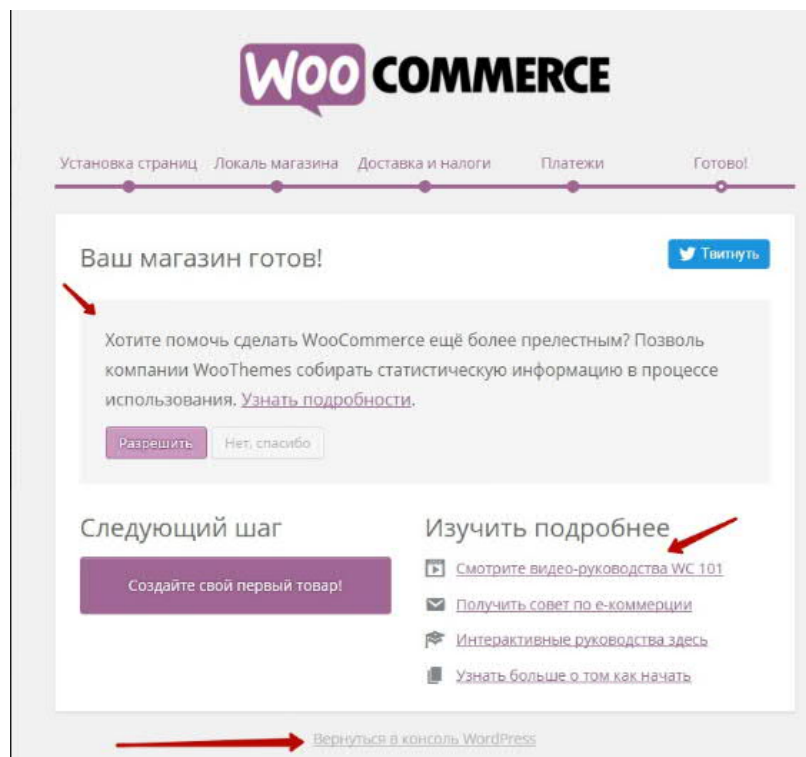 WOO COMMERCE
Установка страниц Локаль магазина Доставка и налоги Платежи Готово!
Ваш магазин готов!
Твитнуть
Хотите помочь сделать WooCommerce ещё более прелестным? Позволь
компании WooThemes собирать статистическую информацию в процессе
использования. Узнать подробности.
Разрешить Нет, спасибо
Следующий шаг
Создайте свой первый товар!
Изучить подробнее
Смотрите видео-руководства WC 101
Получить совет по е-коммерции
Интерактивные руководства здесь
Узнать больше о том как начать
Вернуться в консоль WordPress